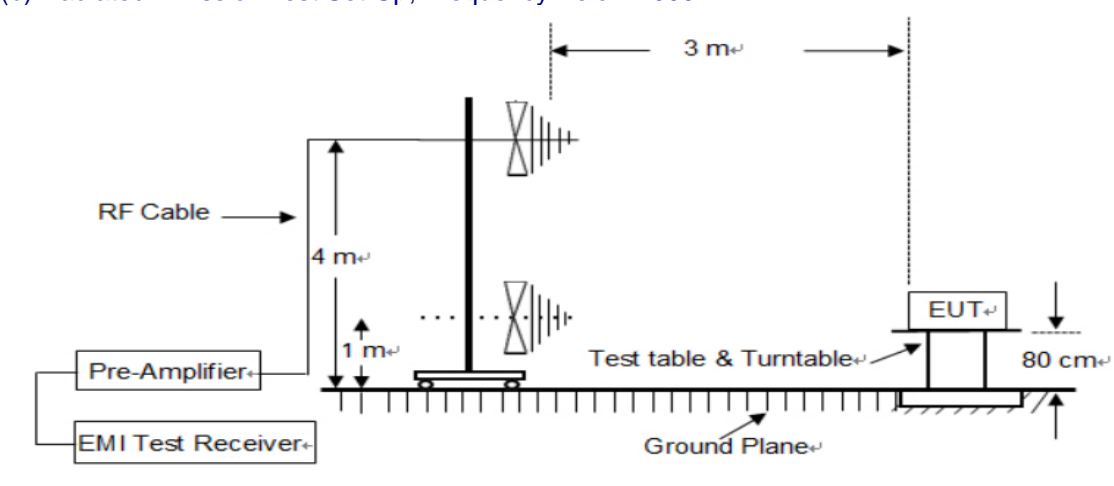 3 m
RF Cable
4 m
EUT
1 m
Test table & Turntable
80 cm
Pre-Amplifier
EMI Test Receiver
Ground Plane